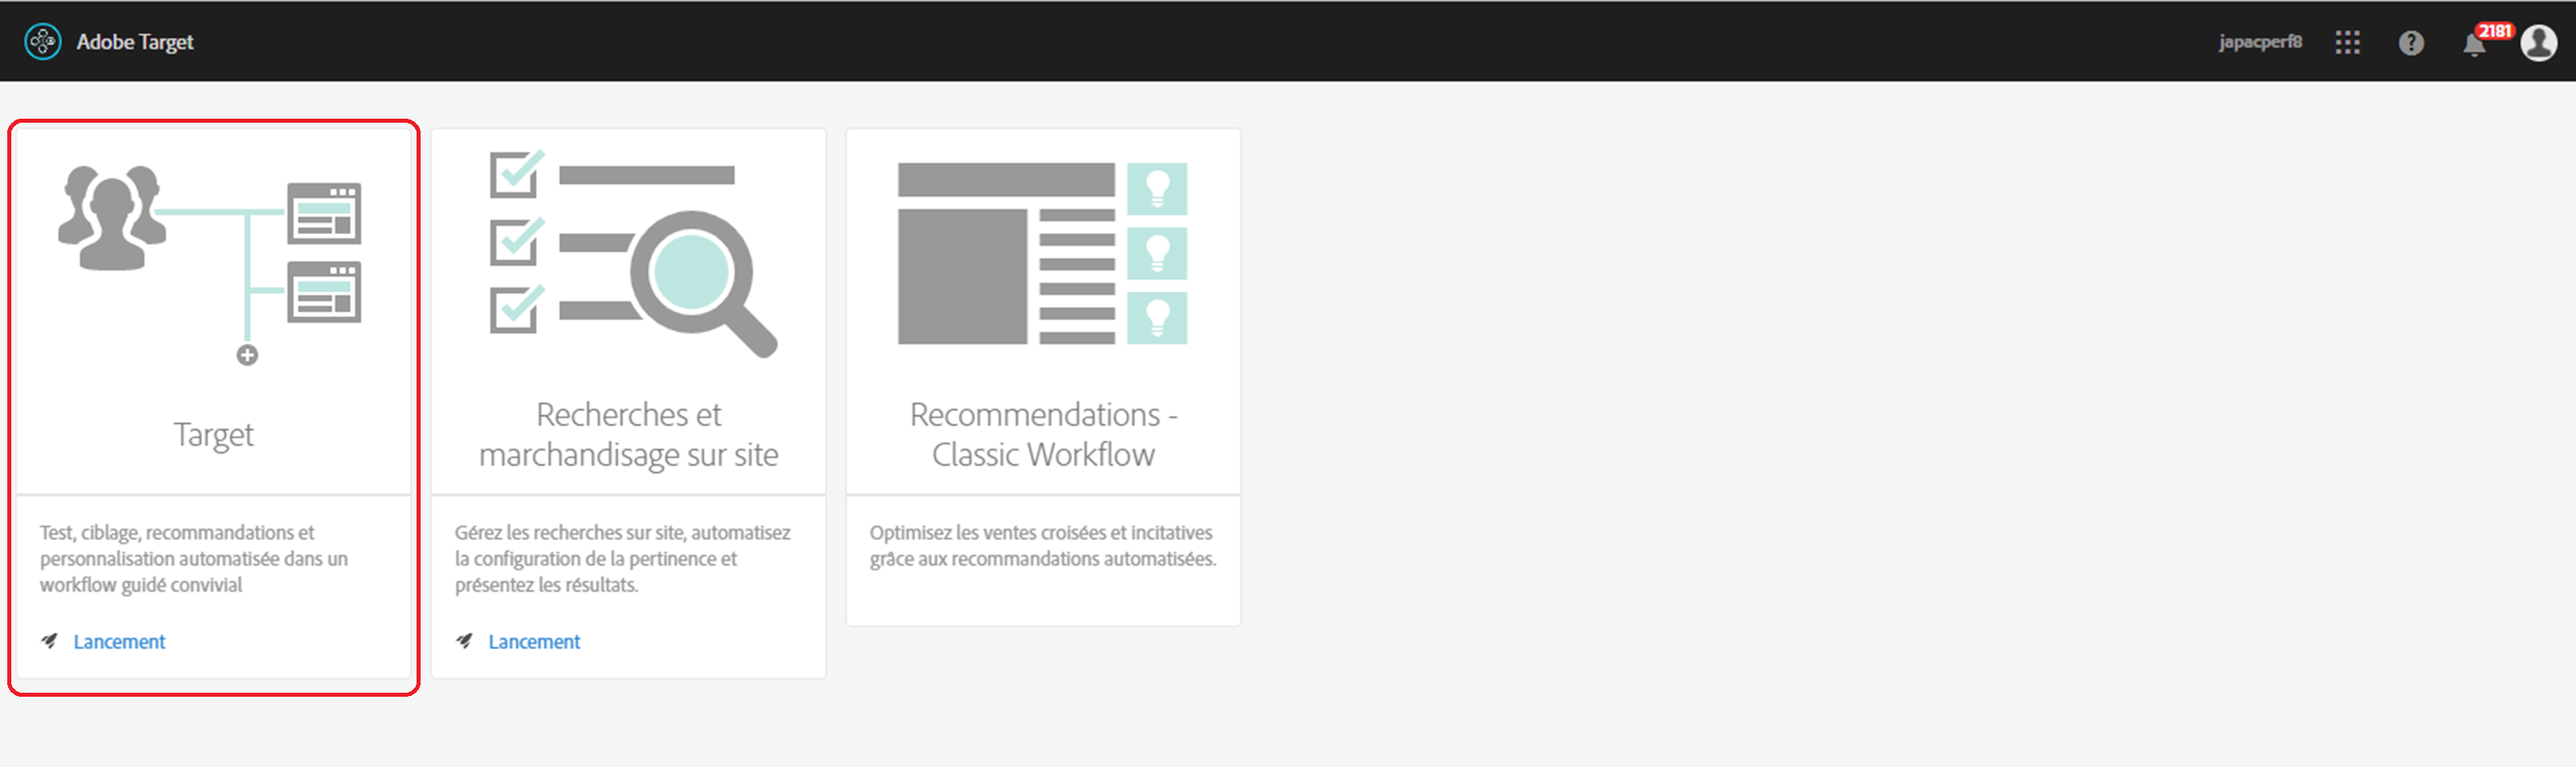 Adobe Target
japacperf8
2181
Target
Test, ciblage, recommandations et
personnalisation automatisée dans un
workflow guidé convivial
Lancement
Recherches et
marchandisage sur site
Gérez les recherches sur site, automatisez
la configuration de la pertinence et
présentez les résultats.
Lancement
Recommendations -
Classic Workflow
Optimisez les ventes croisées et incitatives
grâce aux recommandations automatisées.